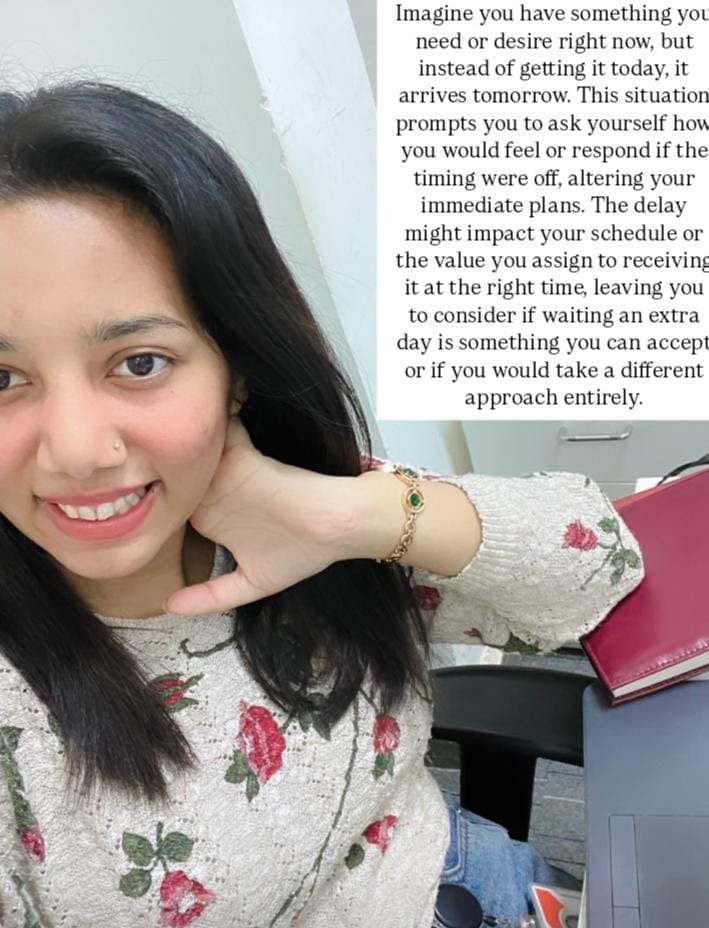 Imagine you have something you
need or desire right now, but
instead of getting it today, it
arrives tomorrow. This situation
prompts you to ask yourself how
you would feel or respond if the
timing were off, altering your
immediate plans. The delay
might impact your schedule or
the value you assign to receiving
it at the right time, leaving you
to consider if waiting an extra
day is something you can accept
or if you would take a different
approach entirely.